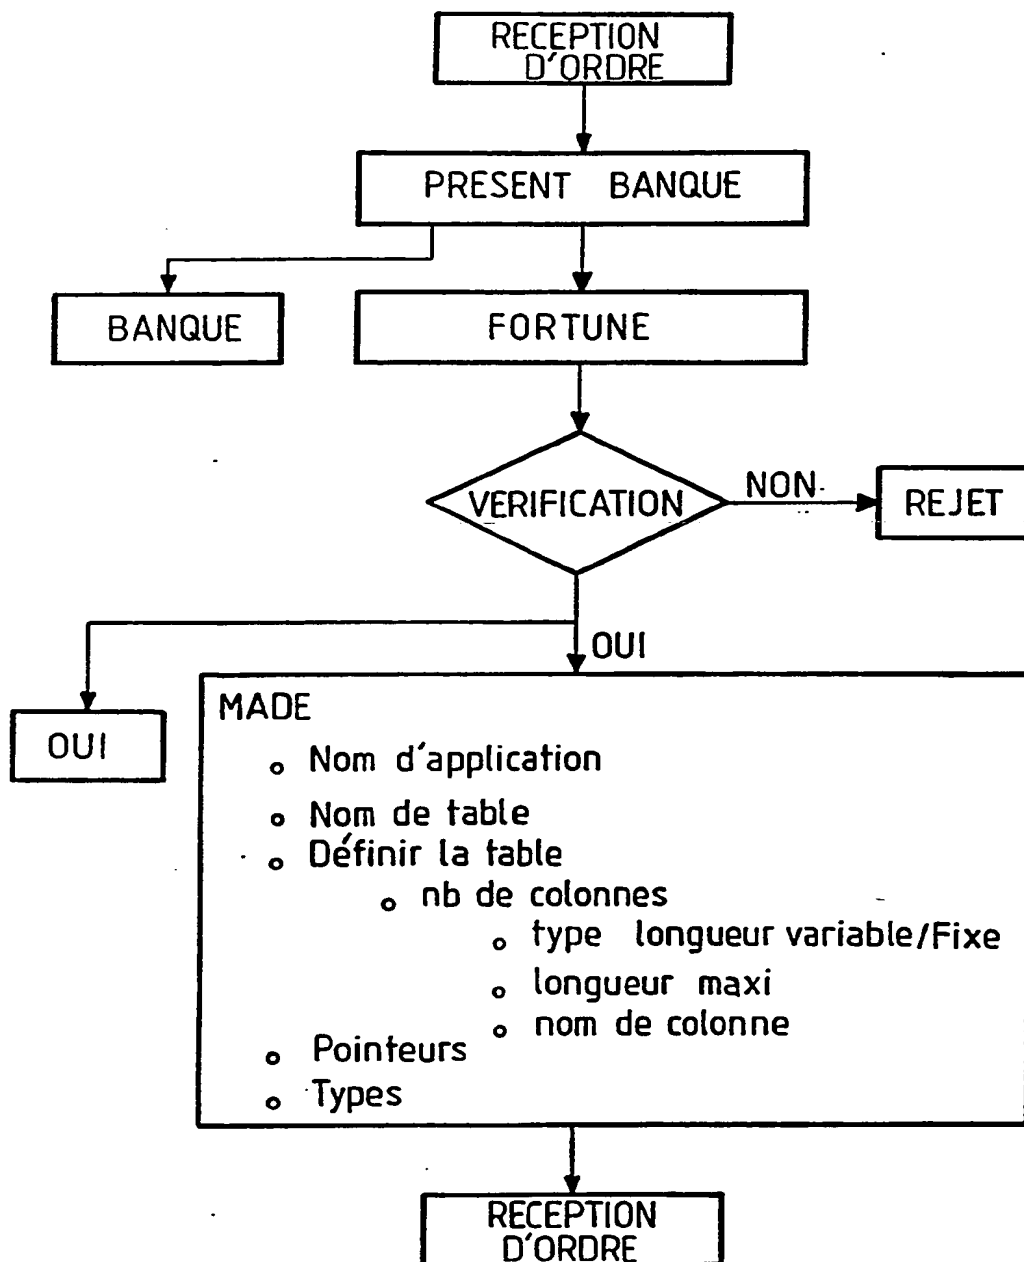 RECEPTION
D'ORDRE
PRESENT BANQUE
BANQUE
FORTUNE
VERIFICATION
NON
REJET
OUI
OUI
MADE
Nom d'application
Nom de table
Définir la table
nb de colonnes
type longueur variable/Fixe
longueur maxi
nom de colonne
Pointeurs
Types
RECEPTION
D'ORDRE